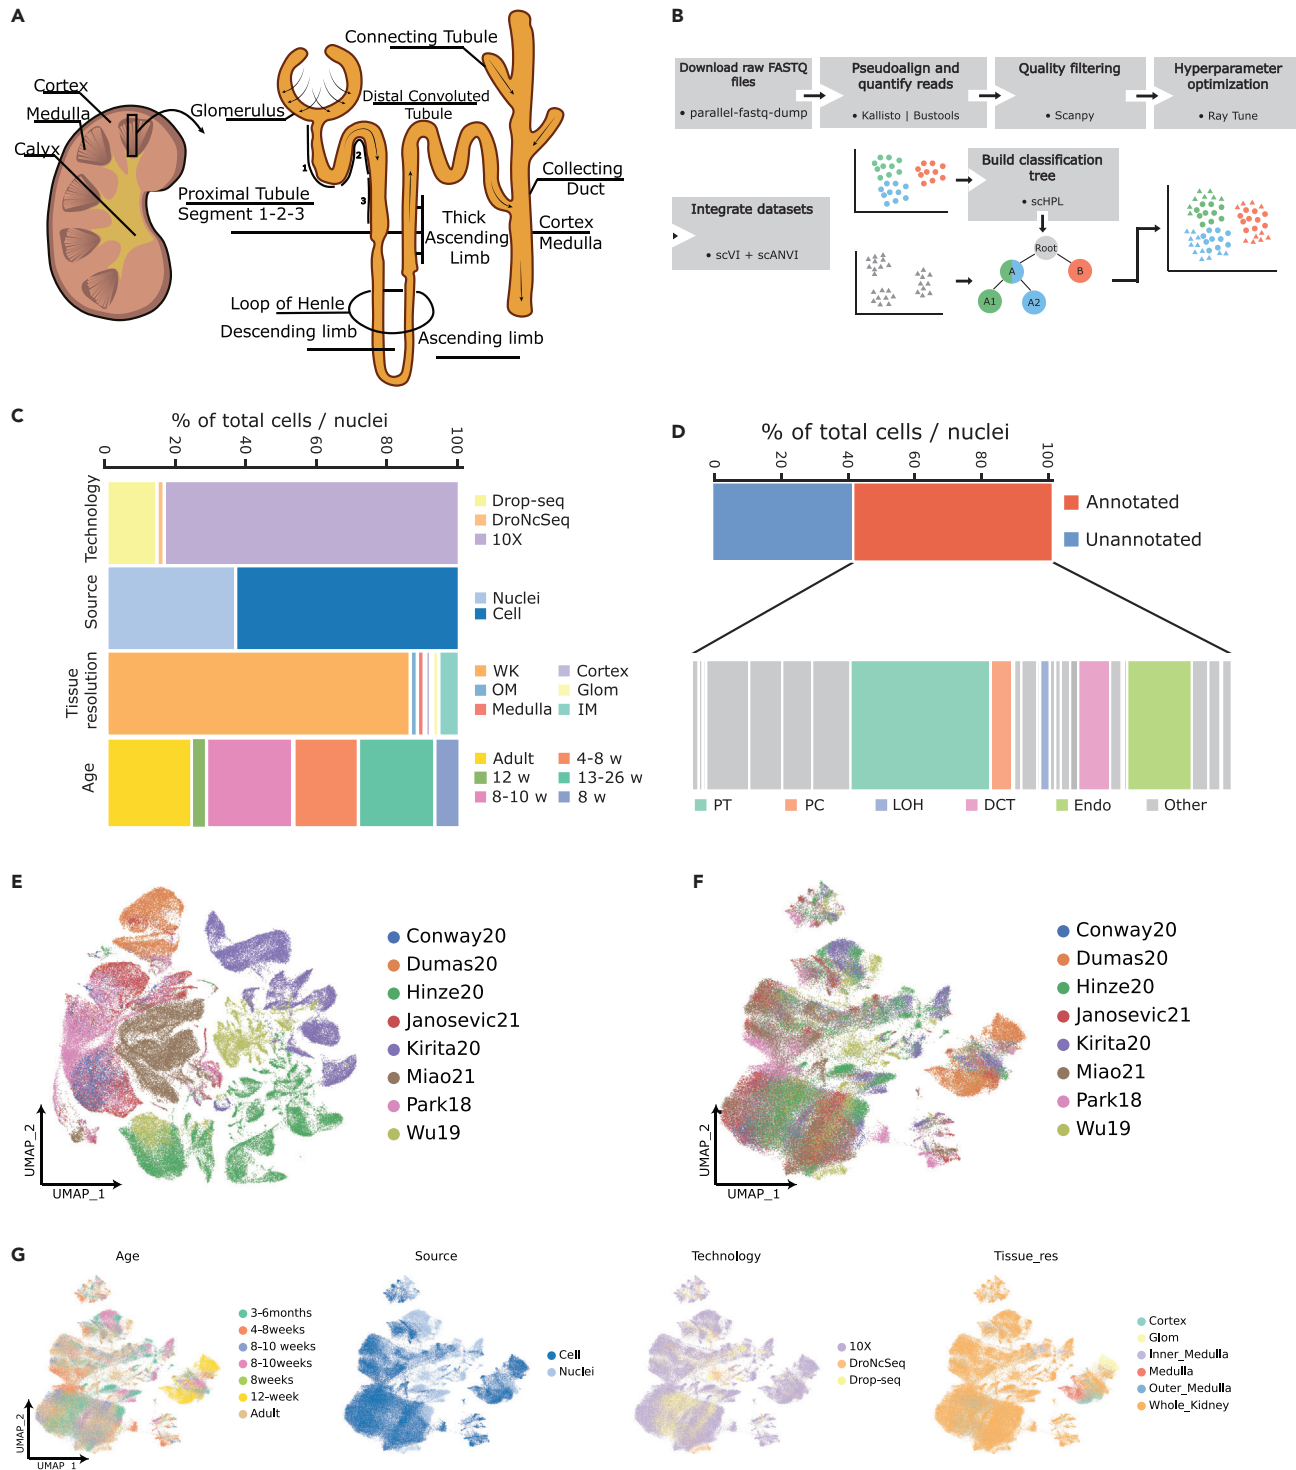 A
Cortex
Medulla
Calyx
Glomerulus
Connecting Tubule
Distal Convoluted
Tubule
1
2
3
Proximal Tubule
Segment 1-2-3
Thick
Ascending
Limb
Collecting
Duct
Cortex
Medulla
Loop of Henle
Descending limb
Ascending limb
B
Download raw FASTQ
files
• parallel-fastq-dump
Pseudoalign and
quantify reads
• Kallisto | Bustools
Quality filtering
• Scanpy
Hyperparameter
optimization
• Ray Tune
Integrate datasets
• scVI + scANVI
Build classification
tree
• scHPL
Root
A
B
A1
A2
C
% of total cells / nuclei
0
20
40
60
80
100
Technology
Drop-seq
DroNcSeq
10X
Source
Nuclei
Cell
Tissue
resolution
WK
OM
Medulla
Cortex
Glom
IM
Age
Adult
12 w
8-10 w
4-8 w
13-26 w
8 w
D
% of total cells / nuclei
0
20
40
60
80
100
Annotated
Unannotated
PT
PC
LOH
DCT
Endo
Other
E
Conway20
Dumas20
Hinze20
Janosevic21
Kirita20
Miao21
Park18
Wu19
UMAP_2
UMAP_1
F
Conway20
Dumas20
Hinze20
Janosevic21
Kirita20
Miao21
Park18
Wu19
UMAP_2
UMAP_1
G
Age
3-6months
4-8weeks
8-10 weeks
8-10weeks
8weeks
12-week
Adult
UMAP_2
UMAP_1
Source
Cell
Nuclei
Technology
10X
DroNcSeq
Drop-seq
Tissue_res
Cortex
Glom
Inner_Medulla
Medulla
Outer_Medulla
Whole_Kidney